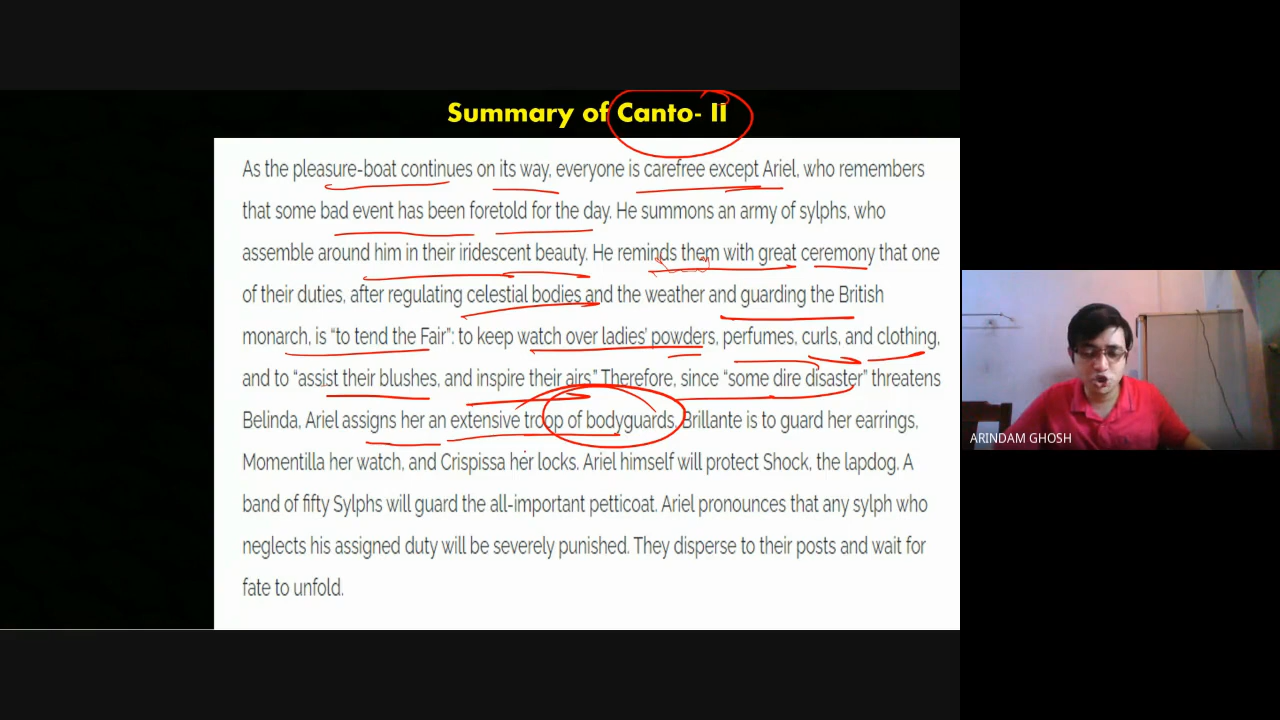 Summary of Canto- II
As the pleasure-boat continues on its way, everyone is carefree except Ariel, who remembers
that some bad event has been foretold for the day. He summons an army of sylphs, who
assemble around him in their iridescent beauty. He reminds them with great ceremony that one
of their duties, after regulating celestial bodies and the weather and guarding the British
monarch, is “to tend the Fair”: to keep watch over ladies’ powders, perfumes, curls, and clothing,
and to “assist their blushes, and inspire their airs.” Therefore, since “some dire disaster” threatens
Belinda, Ariel assigns her an extensive troop of bodyguards. Brillante is to guard her earrings,
Momentilla her watch, and Crispissa her locks. Ariel himself will protect Shock, the lapdog. A
band of fifty Sylphs will guard the all-important petticoat. Ariel pronounces that any sylph who
neglects his assigned duty will be severely punished. They disperse to their posts and wait for
fate to unfold.
ARINDAM GHOSH